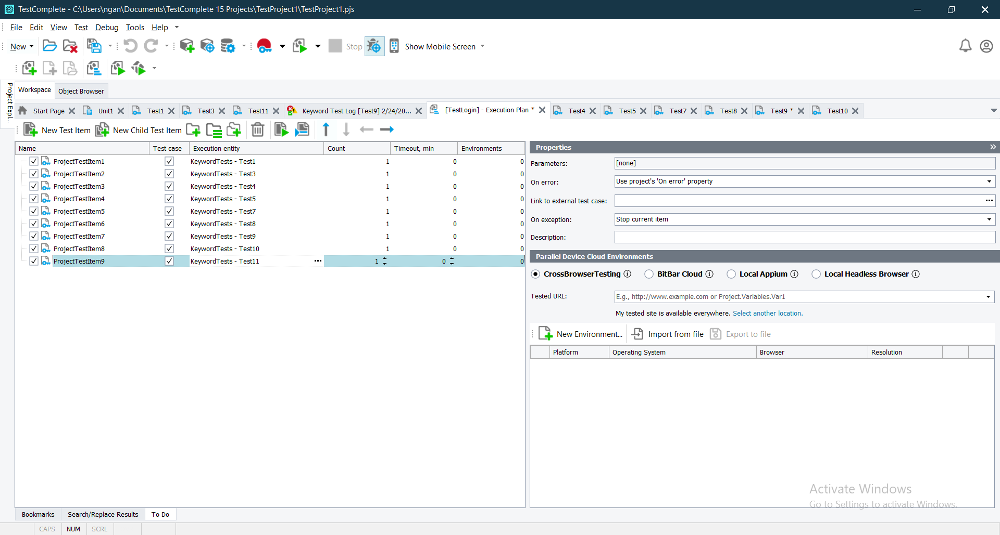 TestComplete - C:\Users\ngan\Documents\TestComplete 15 Projects\TestProject1\TestProject1.pjs
File Edit View Test Debug Tools Help
New Stop Show Mobile Screen
Project Expl...
Workspace Object Browser
Start Page Unit1 Test1 Test3 Test11 Keyword Test Log [Test9] 2/24/20... [TestLogin] - Execution Plan * Test4 Test5 Test7 Test8 Test9 * Test10
New Test Item New Child Test Item
Name Test case Execution entity Count Timeout, min Environments
ProjectTestItem1 KeywordTests - Test1 1 0 0
ProjectTestItem2 KeywordTests - Test3 1 0 0
ProjectTestItem3 KeywordTests - Test4 1 0 0
ProjectTestItem4 KeywordTests - Test5 1 0 0
ProjectTestItem5 KeywordTests - Test7 1 0 0
ProjectTestItem6 KeywordTests - Test8 1 0 0
ProjectTestItem7 KeywordTests - Test9 1 0 0
ProjectTestItem8 KeywordTests - Test10 1 0 0
ProjectTestItem9 KeywordTests - Test11 ... 1 0 0
Properties
Parameters: [none]
On error: Use project's 'On error' property
Link to external test case: ...
On exception: Stop current item
Description:
Parallel Device Cloud Environments
CrossBrowserTesting BitBar Cloud Local Appium Local Headless Browser
Tested URL: E.g., http://www.example.com or Project.Variables.Var1
My tested site is available everywhere. Select another location.
New Environment... Import from file Export to file
Platform Operating System Browser Resolution
Activate Windows
Go to Settings to activate Windows.
Bookmarks Search/Replace Results To Do
CAPS NUM SCRL